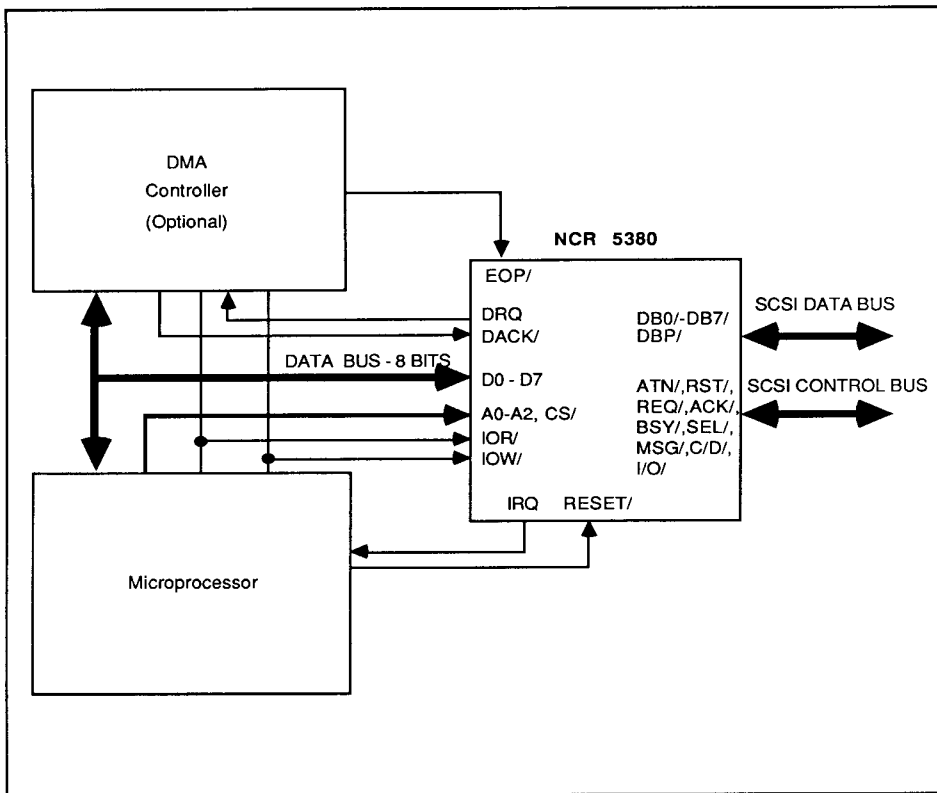 DMA
Controller
(Optional)
NCR 5380
EOP/
DRQ
DACK/
DATA BUS - 8 BITS
D0 - D7
A0-A2, CS/
IOR/
IOW/
IRQ RESET/
DB0/-DB7/
DBP/
SCSI DATA BUS
ATN/,RST/,
REQ/,ACK/,
BSY/,SEL/,
MSG/,C/D/,
I/O/
SCSI CONTROL BUS
Microprocessor